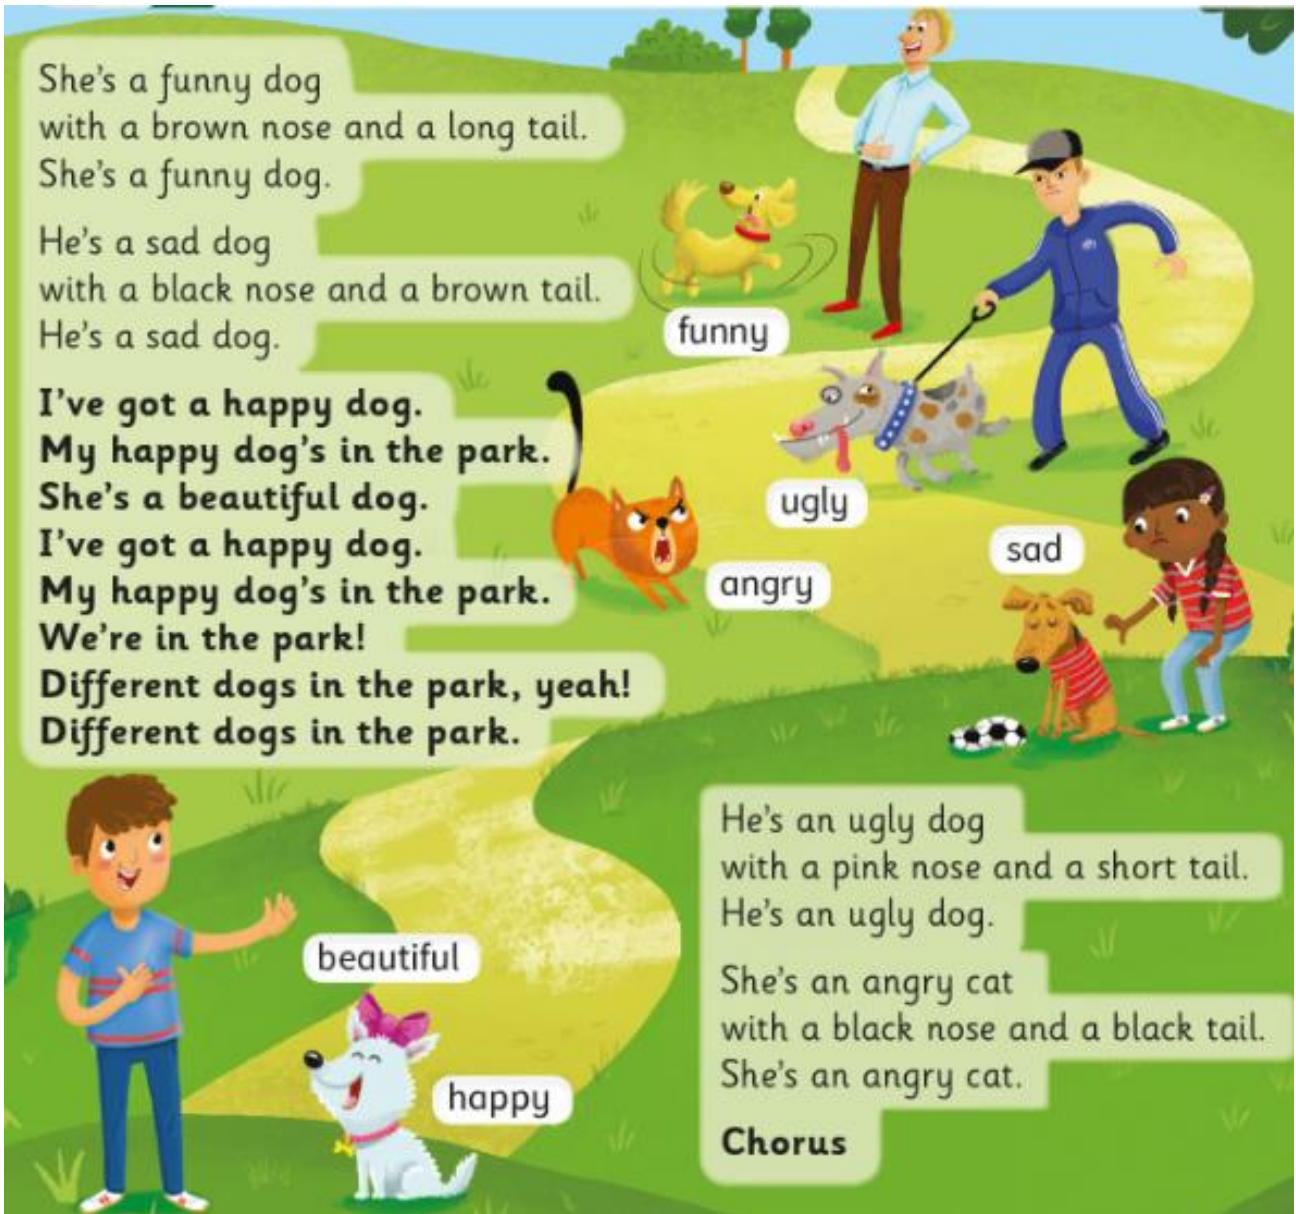 She's a funny dog
with a brown nose and a long tail.
She's a funny dog.
He's a sad dog
with a black nose and a brown tail.
He's a sad dog.
I've got a happy dog.
My happy dog's in the park.
She's a beautiful dog.
I've got a happy dog.
My happy dog's in the park.
We're in the park!
Different dogs in the park, yeah!
Different dogs in the park.
funny
ugly
angry
sad
beautiful
happy
He's an ugly dog
with a pink nose and a short tail.
He's an ugly dog.
She's an angry cat
with a black nose and a black tail.
She's an angry cat.
Chorus